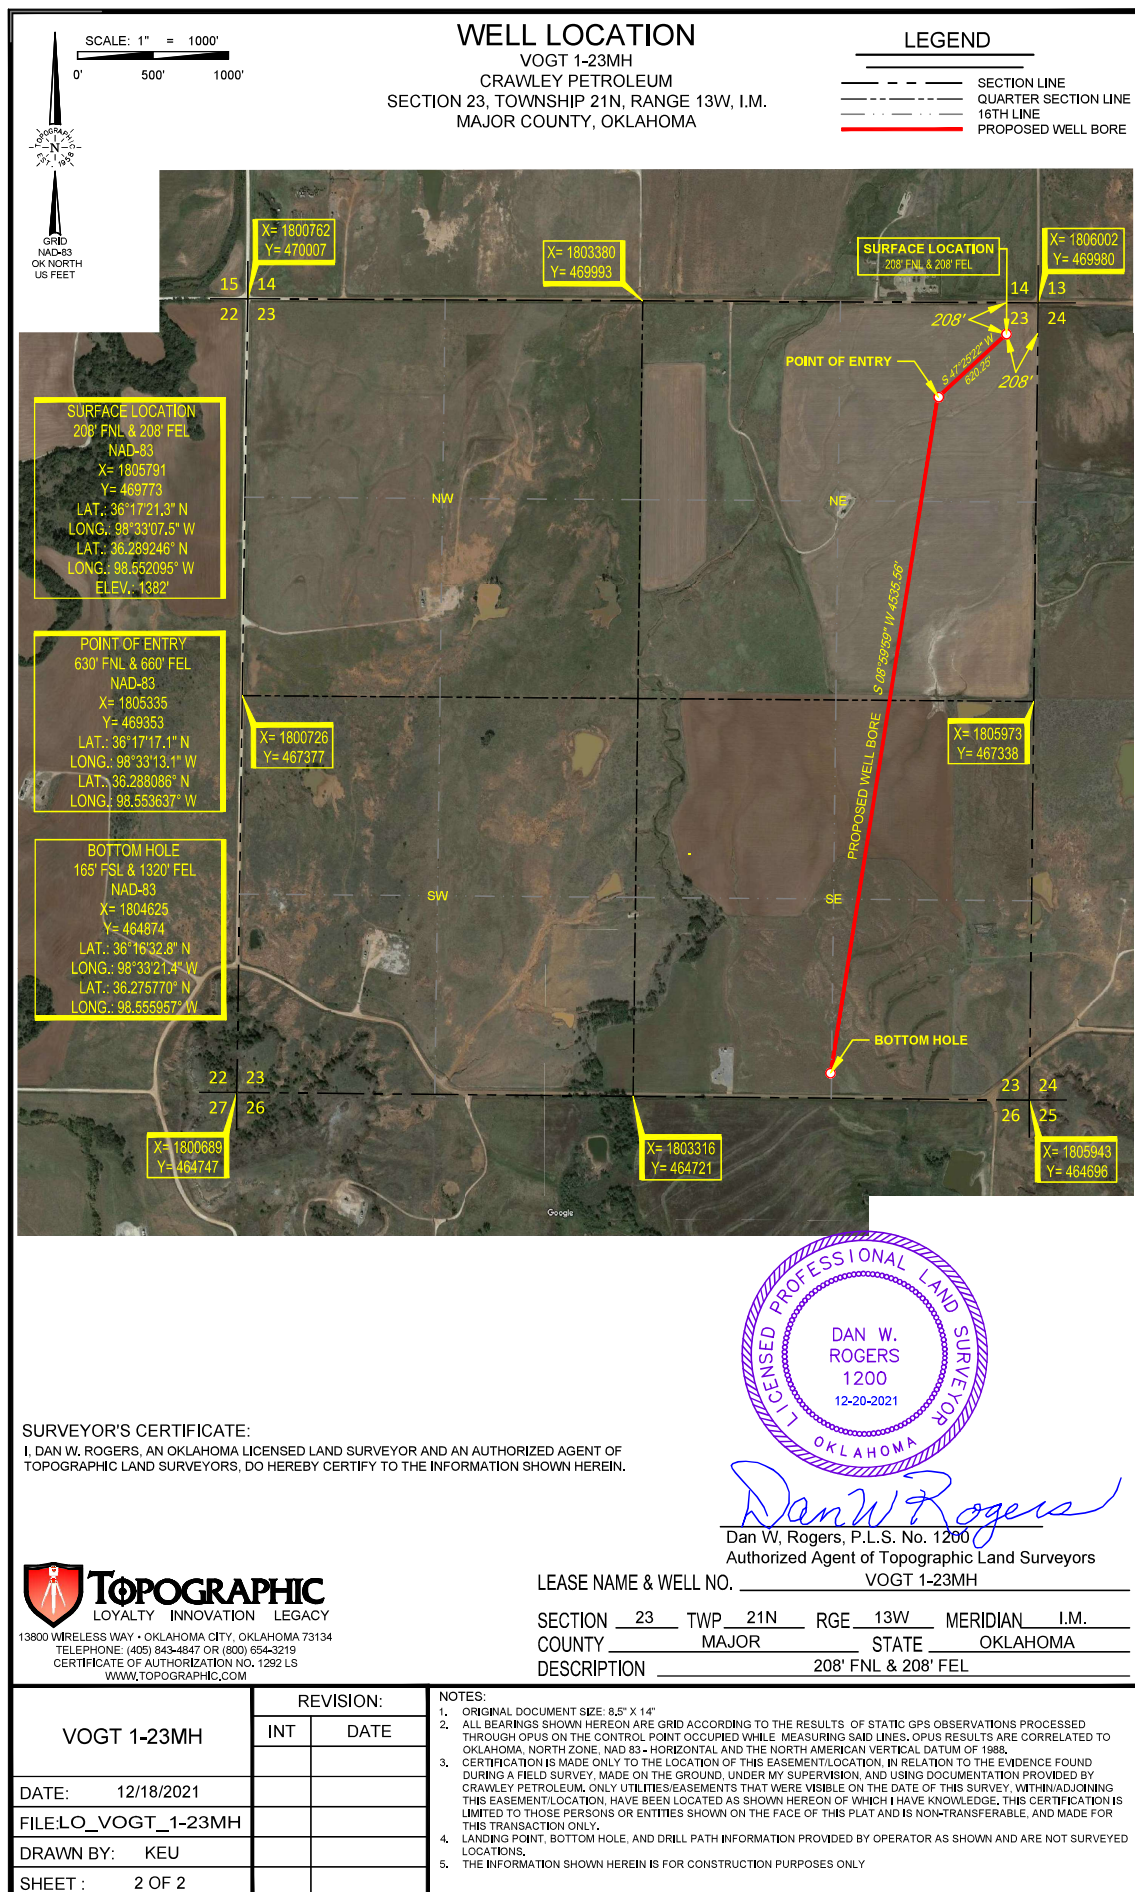 WELL LOCATION
VOGT 1-23MH
CRAWLEY PETROLEUM
SECTION 23, TOWNSHIP 21N, RANGE 13W, I.M.
MAJOR COUNTY, OKLAHOMA
SCALE: 1" = 1000'
0' 500' 1000'
TOPOGRAPHIC
N
EST. 1958
GRID
NAD-83
OK NORTH
US FEET
LEGEND
SECTION LINE
QUARTER SECTION LINE
16TH LINE
PROPOSED WELL BORE
X= 1800762
Y= 470007
X= 1803380
Y= 469993
SURFACE LOCATION
208' FNL & 208' FEL
X= 1806002
Y= 469980
15 14
22 23
14 13
23 24
208'
208'
S 47°25'22" W
620.25'
POINT OF ENTRY
SURFACE LOCATION
208' FNL & 208' FEL
NAD-83
X= 1805791
Y= 469773
LAT.: 36°17'21.3" N
LONG.: 98°33'07.5" W
LAT.: 36.289246° N
LONG.: 98.552095° W
ELEV.: 1382'
NW
NE
S 08°59'59" W 4535.56'
PROPOSED WELL BORE
POINT OF ENTRY
630' FNL & 660' FEL
NAD-83
X= 1805335
Y= 469353
LAT.: 36°17'17.1" N
LONG.: 98°33'13.1" W
LAT.: 36.288086° N
LONG.: 98.553637° W
X= 1800726
Y= 467377
X= 1805973
Y= 467338
BOTTOM HOLE
165' FSL & 1320' FEL
NAD-83
X= 1804625
Y= 464874
LAT.: 36°16'32.8" N
LONG.: 98°33'21.4" W
LAT.: 36.275770° N
LONG.: 98.555957° W
SW
SE
BOTTOM HOLE
22 23
27 26
23 24
26 25
X= 1800689
Y= 464747
X= 1803316
Y= 464721
X= 1805943
Y= 464696
Google
LICENSED PROFESSIONAL LAND SURVEYOR
DAN W.
ROGERS
1200
12-20-2021
OKLAHOMA
SURVEYOR'S CERTIFICATE:
I, DAN W. ROGERS, AN OKLAHOMA LICENSED LAND SURVEYOR AND AN AUTHORIZED AGENT OF
TOPOGRAPHIC LAND SURVEYORS, DO HEREBY CERTIFY TO THE INFORMATION SHOWN HEREIN.
Dan W Rogers
Dan W. Rogers, P.L.S. No. 1200
Authorized Agent of Topographic Land Surveyors
TOPOGRAPHIC
LOYALTY INNOVATION LEGACY
13800 WIRELESS WAY • OKLAHOMA CITY, OKLAHOMA 73134
TELEPHONE: (405) 843-4847 OR (800) 654-3219
CERTIFICATE OF AUTHORIZATION NO. 1292 LS
WWW.TOPOGRAPHIC.COM
LEASE NAME & WELL NO. VOGT 1-23MH
SECTION 23 TWP 21N RGE 13W MERIDIAN I.M.
COUNTY MAJOR STATE OKLAHOMA
DESCRIPTION 208' FNL & 208' FEL
VOGT 1-23MH
REVISION:
INT DATE
DATE: 12/18/2021
FILE:LO_VOGT_1-23MH
DRAWN BY: KEU
SHEET : 2 OF 2
NOTES:
1. ORIGINAL DOCUMENT SIZE: 8.5" X 14"
2. ALL BEARINGS SHOWN HEREON ARE GRID ACCORDING TO THE RESULTS OF STATIC GPS OBSERVATIONS PROCESSED
THROUGH OPUS ON THE CONTROL POINT OCCUPIED WHILE MEASURING SAID LINES. OPUS RESULTS ARE CORRELATED TO
OKLAHOMA, NORTH ZONE, NAD 83 - HORIZONTAL AND THE NORTH AMERICAN VERTICAL DATUM OF 1988.
3. CERTIFICATION IS MADE ONLY TO THE LOCATION OF THIS EASEMENT/LOCATION, IN RELATION TO THE EVIDENCE FOUND
DURING A FIELD SURVEY, MADE ON THE GROUND, UNDER MY SUPERVISION, AND USING DOCUMENTATION PROVIDED BY
CRAWLEY PETROLEUM. ONLY UTILITIES/EASEMENTS THAT WERE VISIBLE ON THE DATE OF THIS SURVEY, WITHIN/ADJOINING
THIS EASEMENT/LOCATION, HAVE BEEN LOCATED AS SHOWN HEREON OF WHICH I HAVE KNOWLEDGE. THIS CERTIFICATION IS
LIMITED TO THOSE PERSONS OR ENTITIES SHOWN ON THE FACE OF THIS PLAT AND IS NON-TRANSFERABLE, AND MADE FOR
THIS TRANSACTION ONLY.
4. LANDING POINT, BOTTOM HOLE, AND DRILL PATH INFORMATION PROVIDED BY OPERATOR AS SHOWN AND ARE NOT SURVEYED
LOCATIONS.
5. THE INFORMATION SHOWN HEREIN IS FOR CONSTRUCTION PURPOSES ONLY